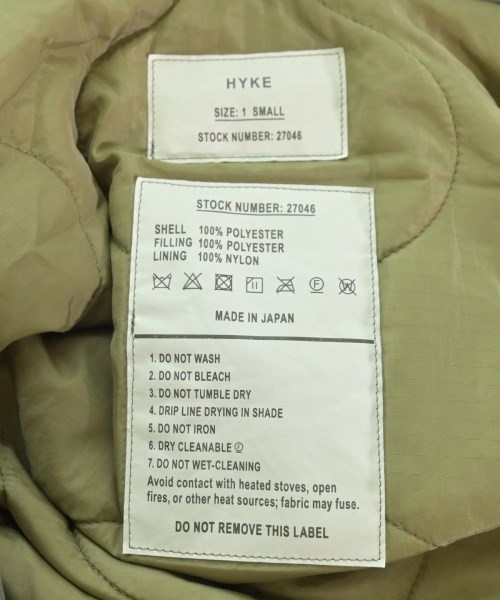 HYKE
SIZE: 1 SMALL
STOCK NUMBER: 27046
STOCK NUMBER: 27046
SHELL 100% POLYESTER
FILLING 100% POLYESTER
LINING 100% NYLON
MADE IN JAPAN
1. DO NOT WASH
2. DO NOT BLEACH
3. DO NOT TUMBLE DRY
4. DRIP LINE DRYING IN SHADE
5. DO NOT IRON
6. DRY CLEANABLE Ⓕ
7. DO NOT WET-CLEANING
Avoid contact with heated stoves, open
fires, or other heat sources; fabric may fuse.
DO NOT REMOVE THIS LABEL